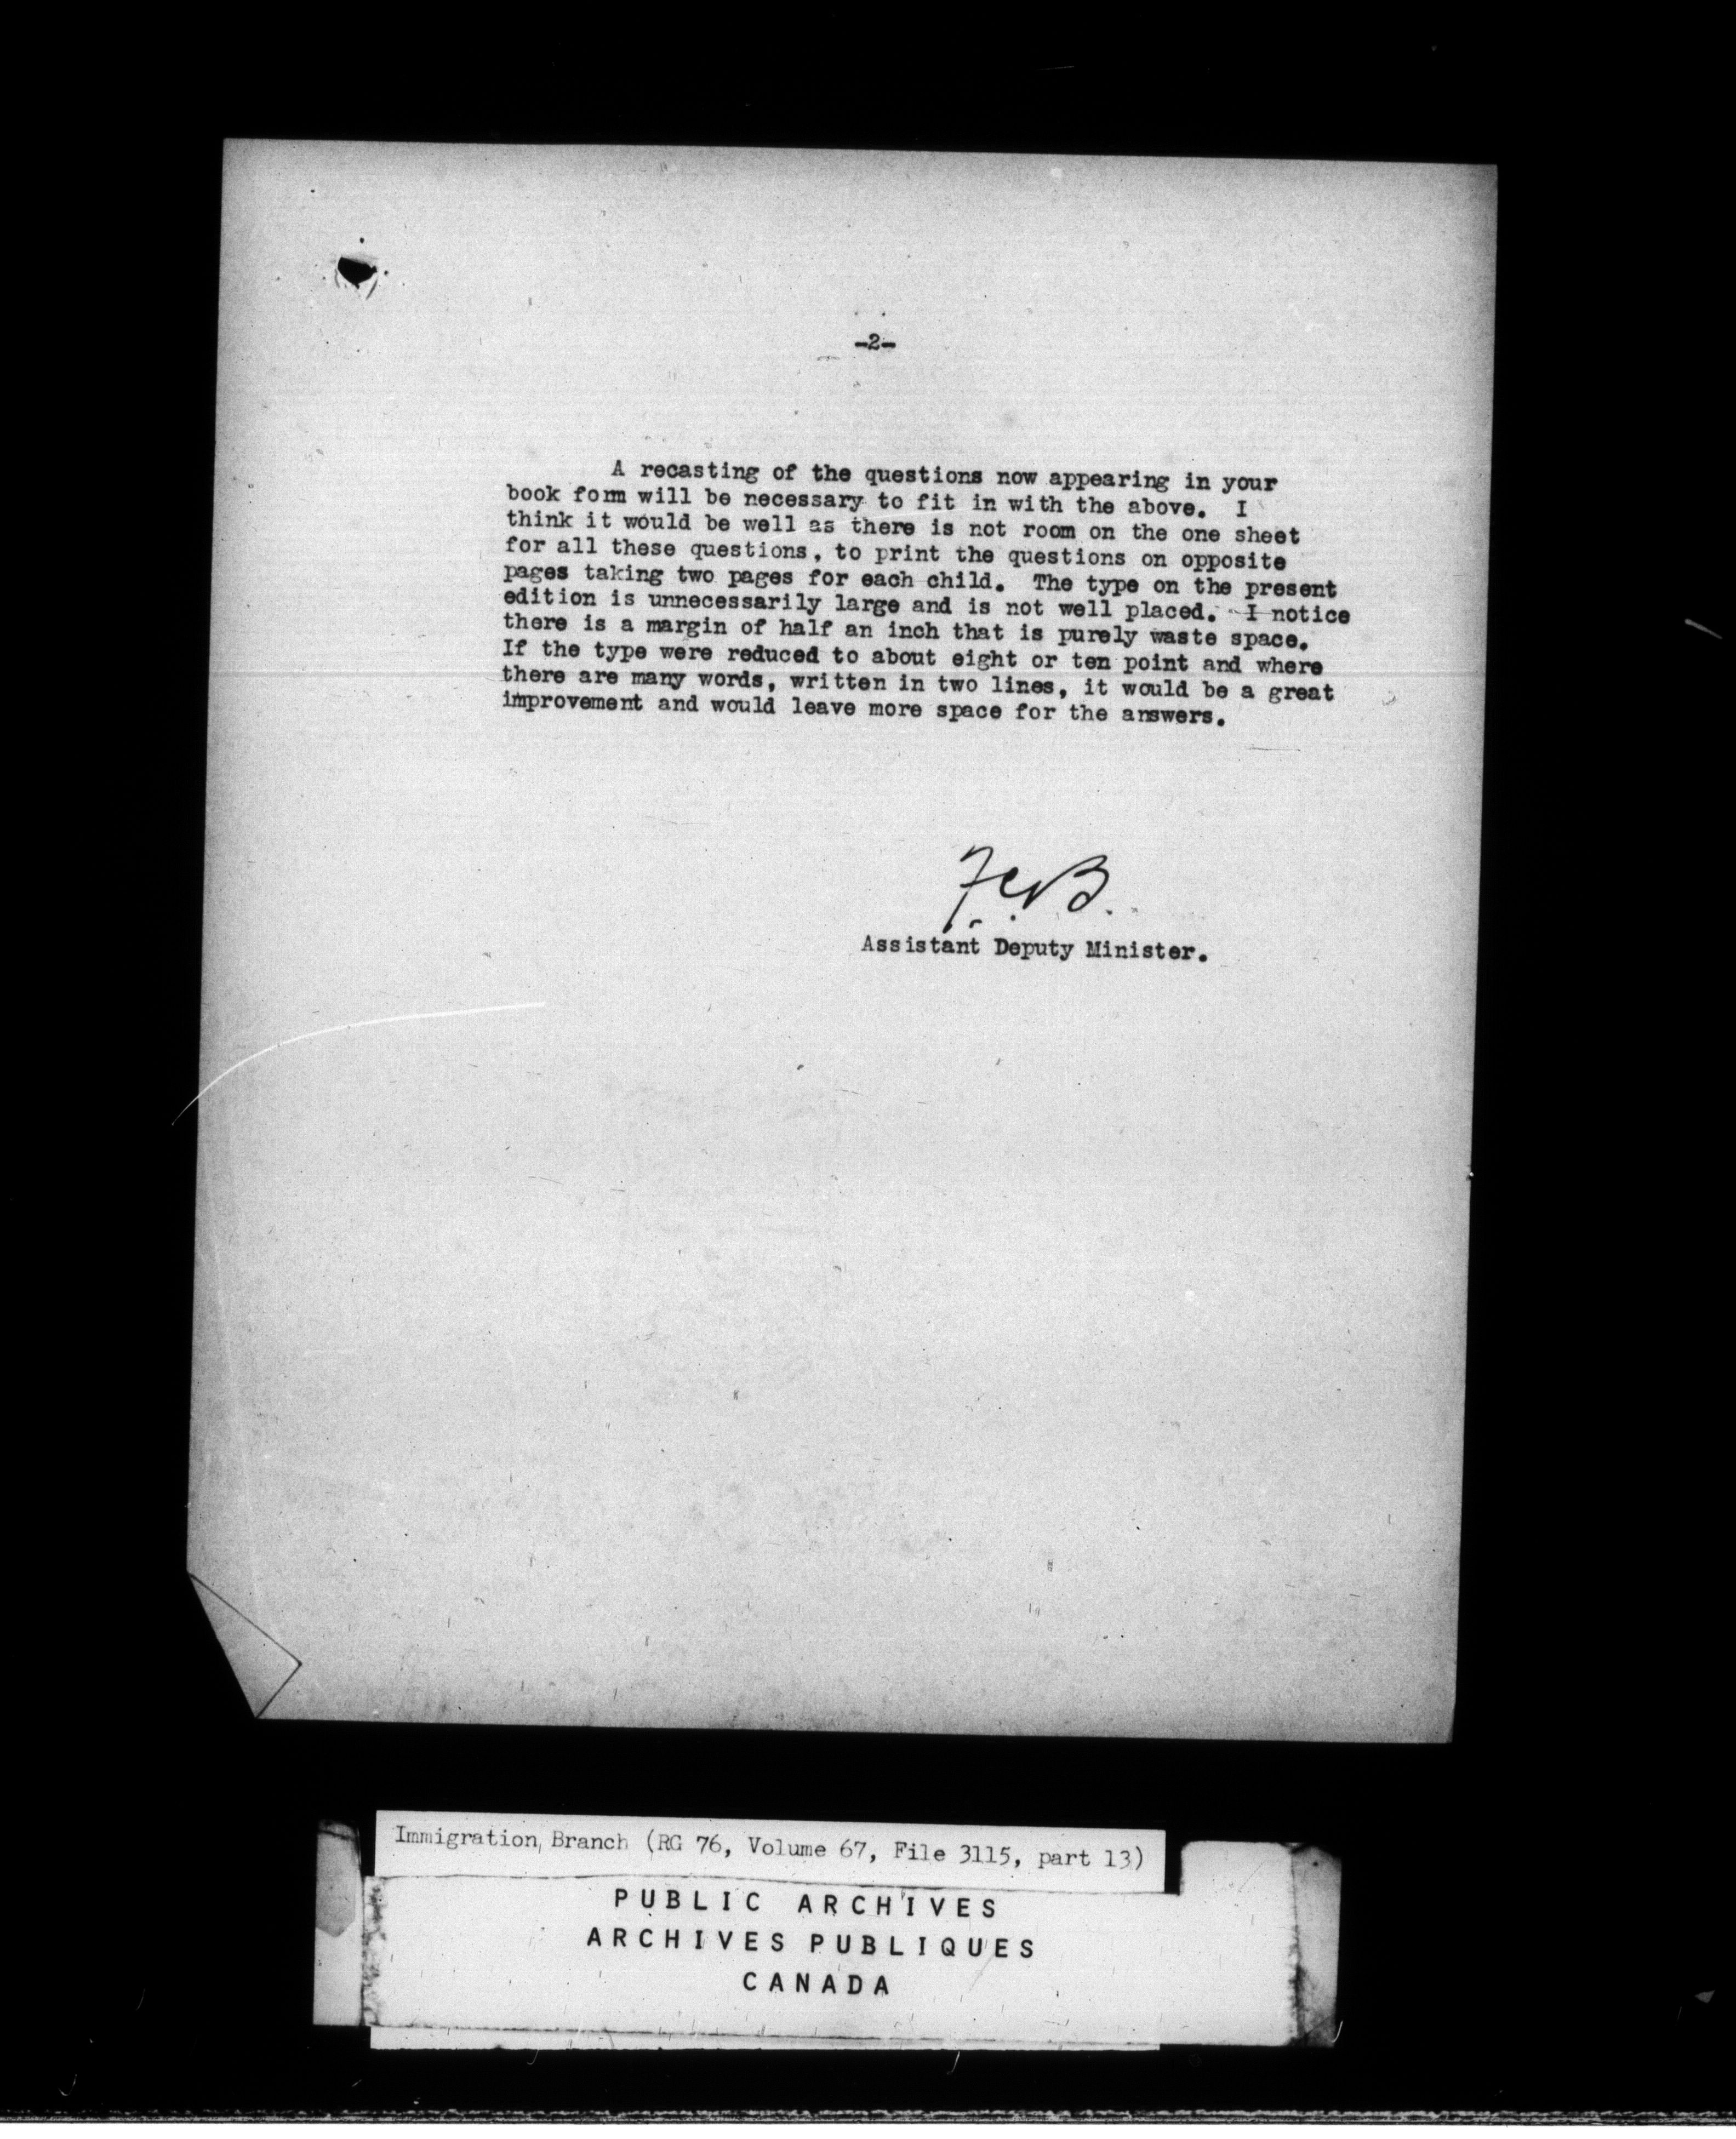 -2-
A recasting of the questions now appearing in your
book form will be necessary to fit in with the above. I
think it would be well as there is not room on the one sheet
for all these questions, to print the questions on opposite
pages taking two pages for each child. The type on the present
edition is unnecessarily large and is not well placed. I notice
there is a margin of half an inch that is purely waste space.
If the type were reduced to about eight or ten point and where
there are many words, written in two lines, it would be a great
improvement and would leave more space for the answers.
F.C.B.
Assistant Deputy Minister.
Immigration Branch (RG 76, Volume 67, File 3115, part 13)
PUBLIC ARCHIVES
ARCHIVES PUBLIQUES
CANADA